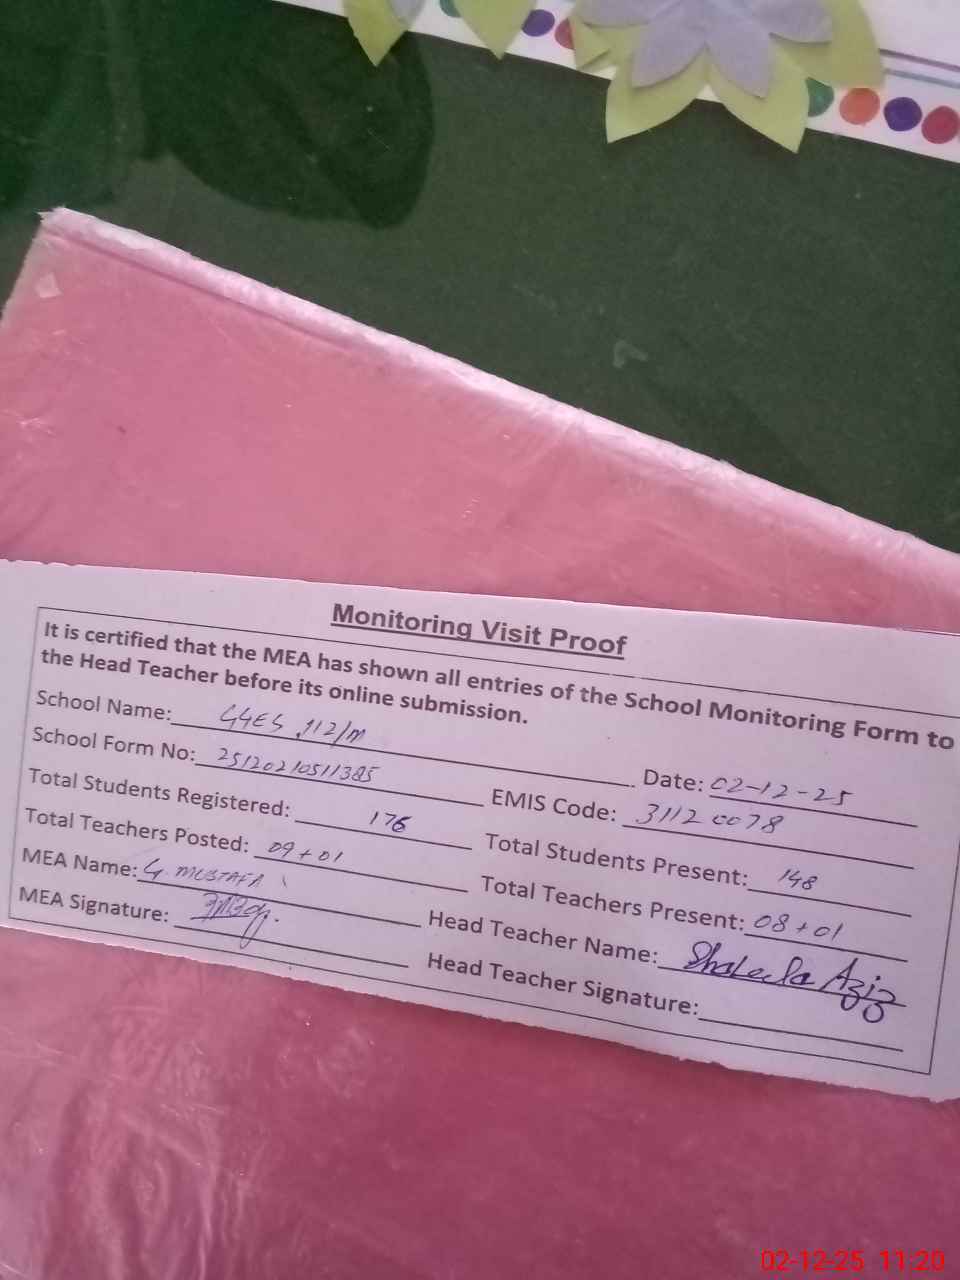 Monitoring Visit Proof
It is certified that the MEA has shown all entries of the School Monitoring Form to
the Head Teacher before its online submission.
School Name: GGES 112/M Date: 02-12-25
School Form No: 25120210511385 EMIS Code: 31120078
Total Students Registered: 176 Total Students Present: 148
Total Teachers Posted: 09+01 Total Teachers Present: 08+01
MEA Name: G MUSTAFA Head Teacher Name: Shaleela Aziz
MEA Signature: Head Teacher Signature:
02-12-25 11:20